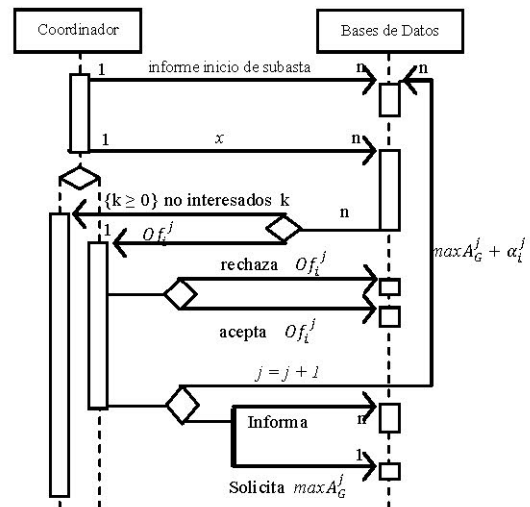 Coordinador
Bases de Datos
1 informe inicio de subasta n n
1 x n
{k ≥ 0} no interesados k
n
1 Of_i^j
maxA_G^j + α_i^j
rechaza Of_i^j
acepta Of_i^j
j = j + 1
Informa n
1
Solicita maxA_G^j